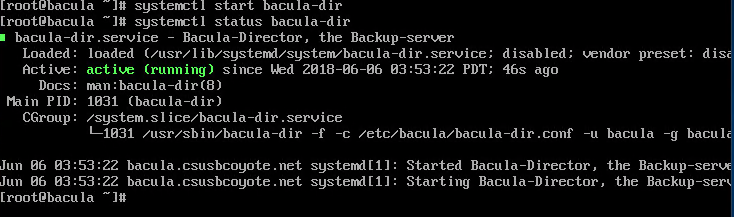 [root@bacula ~]# systemctl start bacula-dir
[root@bacula ~]# systemctl status bacula-dir
bacula-dir.service - Bacula-Director, the Backup-server
Loaded: loaded (/usr/lib/systemd/system/bacula-dir.service; disabled; vendor preset: disa
Active: active (running) since Wed 2018-06-06 03:53:22 PDT; 46s ago
Docs: man:bacula-dir(8)
Main PID: 1031 (bacula-dir)
CGroup: /system.slice/bacula-dir.service
└─1031 /usr/sbin/bacula-dir -f -c /etc/bacula/bacula-dir.conf -u bacula -g bacula
Jun 06 03:53:22 bacula.csusbcoyote.net systemd[1]: Started Bacula-Director, the Backup-serve
Jun 06 03:53:22 bacula.csusbcoyote.net systemd[1]: Starting Bacula-Director, the Backup-serv
[root@bacula ~]#